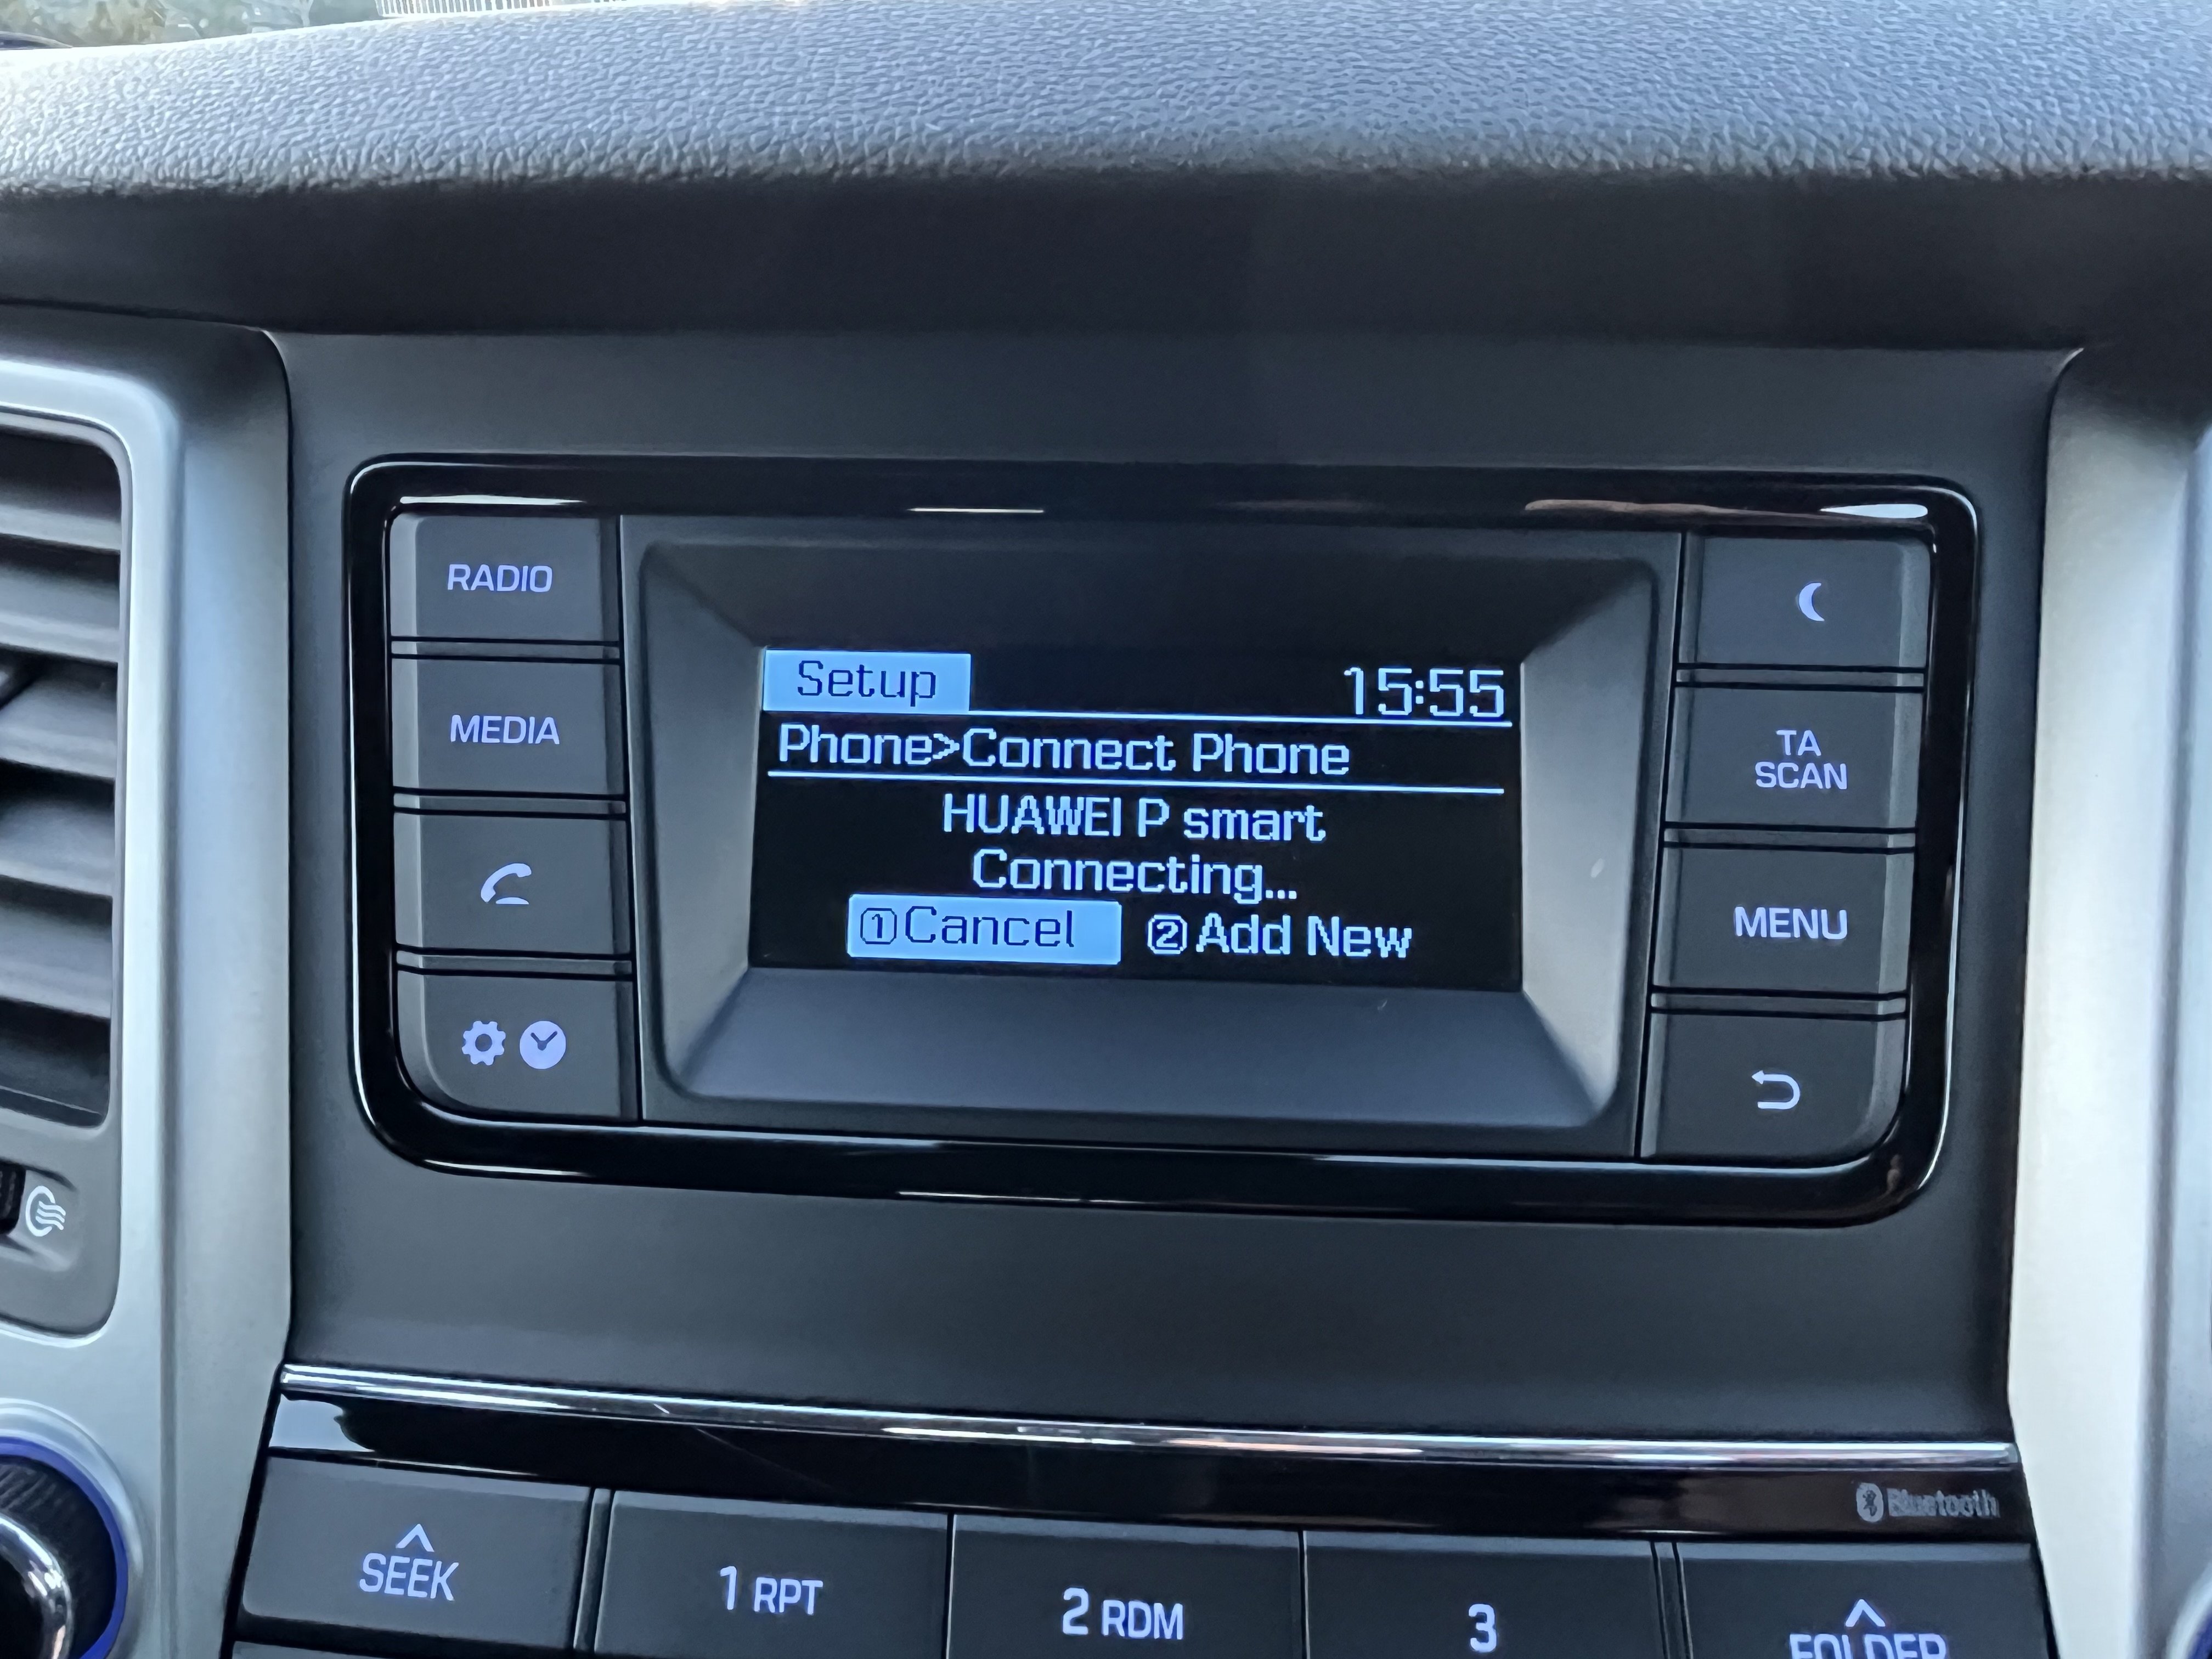 RADIO
MEDIA
Setup
15:55
Phone>Connect Phone
HUAWEI P smart
Connecting...
①Cancel ②Add New
TA
SCAN
MENU
Bluetooth
SEEK
1 RPT
2 RDM
3
FOLDER